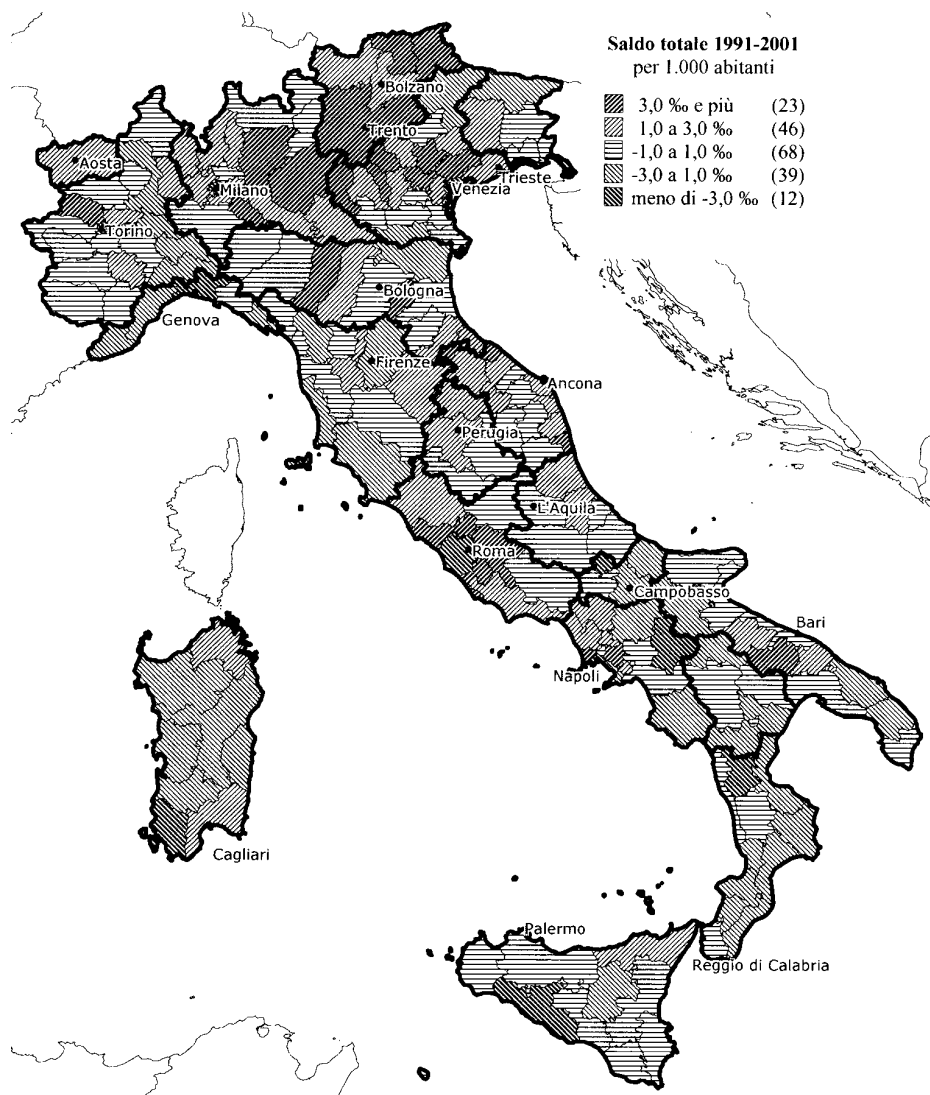 Saldo totale 1991-2001
per 1.000 abitanti
3,0 ‰ e più (23)
1,0 a 3,0 ‰ (46)
-1,0 a 1,0 ‰ (68)
-3,0 a 1,0 ‰ (39)
meno di -3,0 ‰ (12)
Bolzano
Trento
Aosta
Milano
Venezia
Trieste
Torino
Bologna
Genova
Firenze
Ancona
Perugia
L'Aquila
Roma
Campobasso
Bari
Napoli
Cagliari
Palermo
Reggio di Calabria